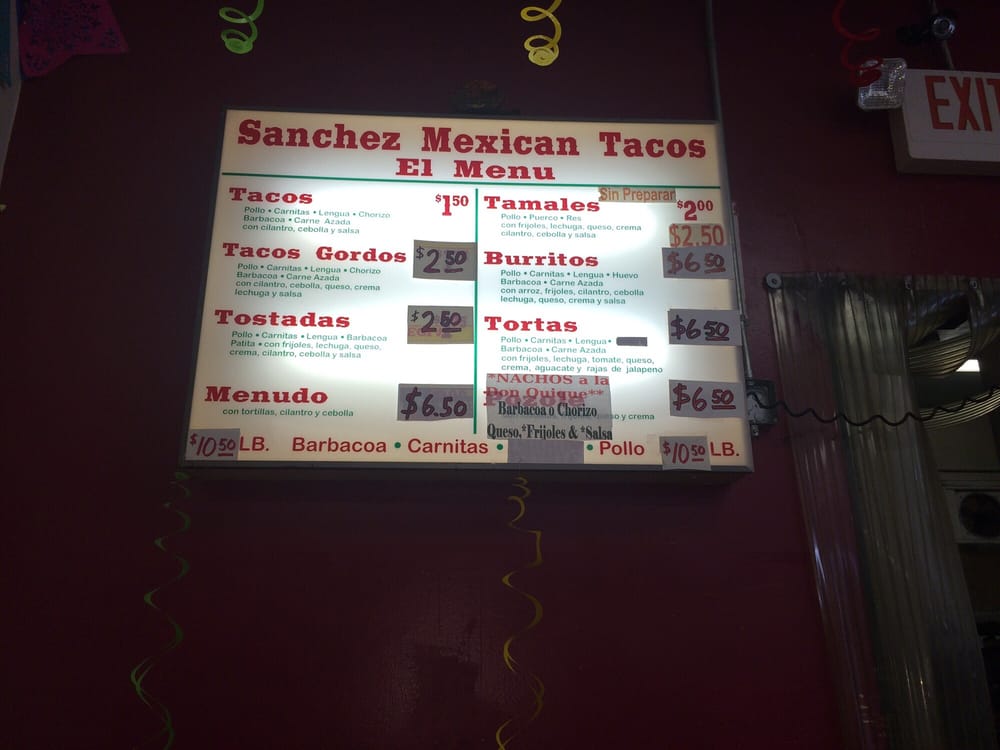 Sanchez Mexican Tacos
El Menu
Tacos $1.50
Pollo • Carnitas • Lengua • Chorizo
Barbacoa • Carne Azada
con cilantro, cebolla y salsa
Tacos Gordos $2.50
Pollo • Carnitas • Lengua • Chorizo
Barbacoa • Carne Azada
con cilantro, cebolla, queso, crema
lechuga y salsa
Tostadas $2.50
Pollo • Carnitas • Lengua • Barbacoa
Patita • con frijoles, lechuga, queso,
crema, cilantro, cebolla y salsa
Menudo $6.50
con tortillas, cilantro y cebolla
Sin Preparar
Tamales $2.00
Pollo • Puerco • Res
con frijoles, lechuga, queso, crema
cilantro, cebolla y salsa
$2.50
Burritos $6.50
Pollo • Carnitas • Lengua • Huevo
Barbacoa • Carne Azada
con arroz, frijoles, cilantro, cebolla
lechuga, queso, crema y salsa
Tortas $6.50
Pollo • Carnitas • Lengua •
Barbacoa • Carne Azada
con frijoles, lechuga, tomate, queso,
crema, aguacate y rajas de jalapeno
*NACHOS a la
Don Quique** $6.50
Pozole
Barbacoa o Chorizo
so y crema
Queso,*Frijoles & *Salsa
$10.50 LB. Barbacoa • Carnitas • • Pollo $10.50 LB.
EXIT